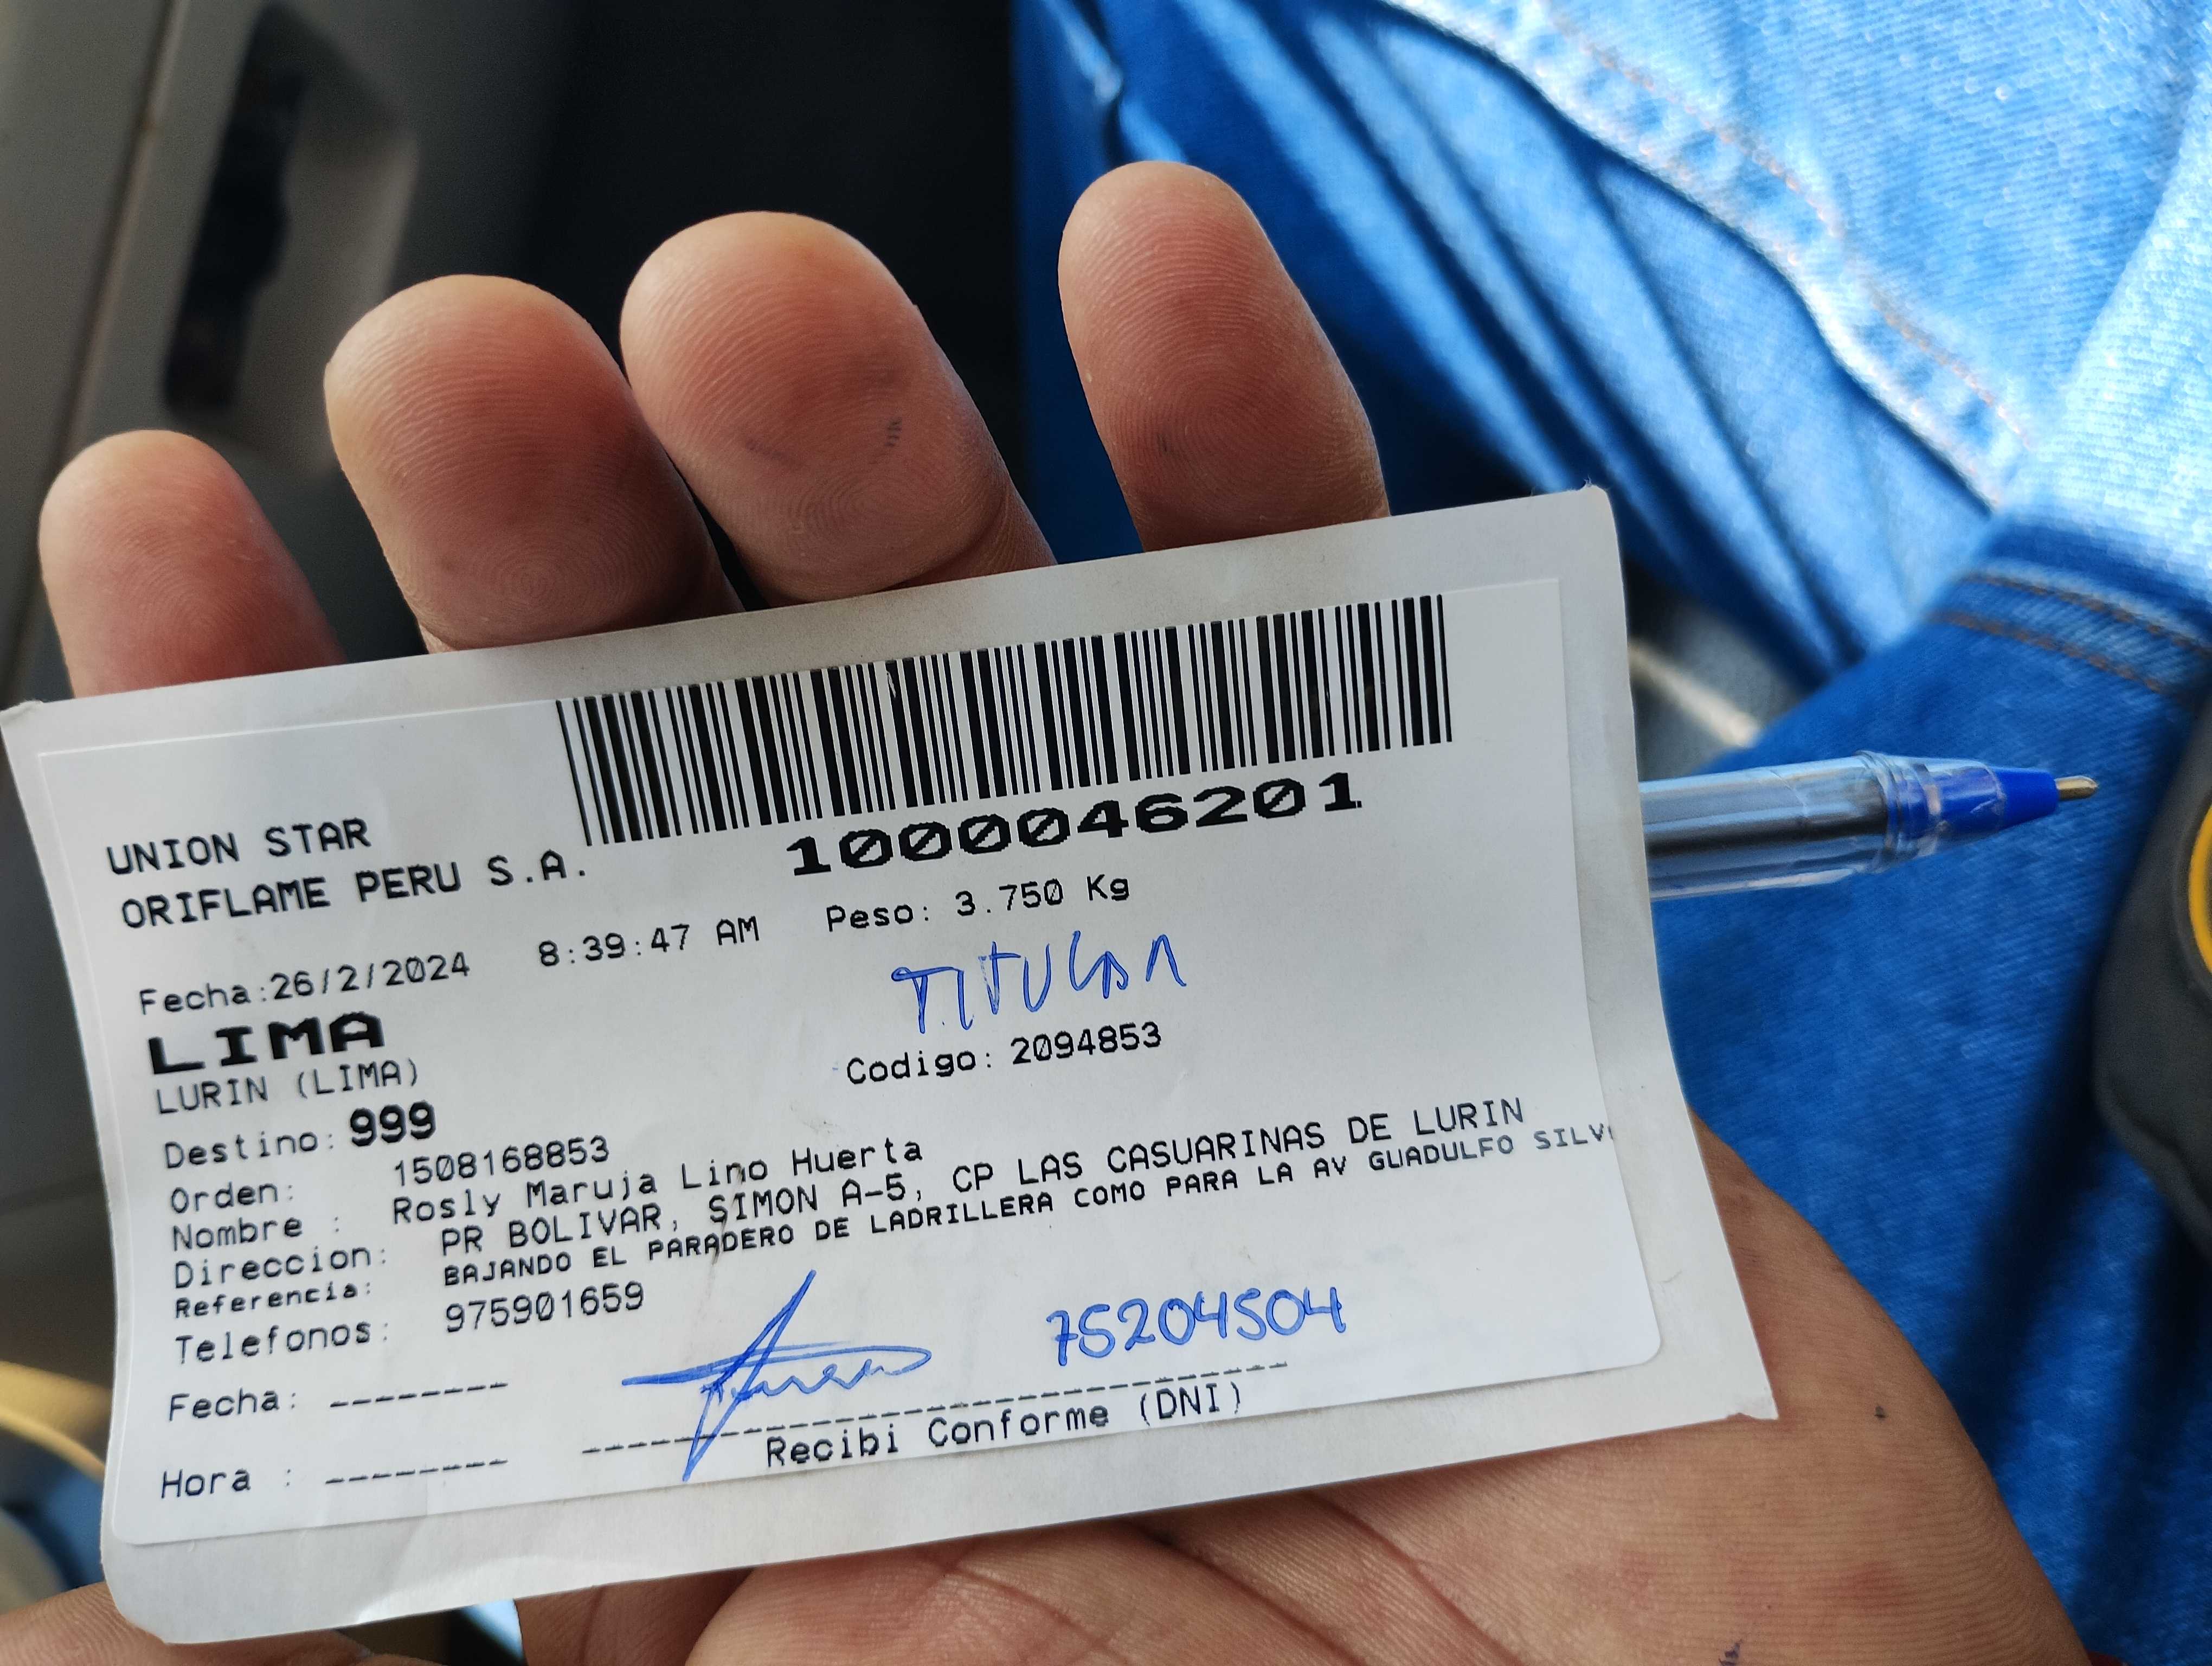 1000046201
UNION STAR
ORIFLAME PERU S.A.
Fecha:26/2/2024 8:39:47 AM Peso: 3.750 Kg
LIMA
TITULAR
LURIN (LIMA)
Codigo: 2094853
Destino: 999
Orden: 1508168853
Nombre : Rosly Maruja Lino Huerta
Direccion: PR BOLIVAR, SIMON A-5, CP LAS CASUARINAS DE LURIN
Referencia: BAJANDO EL PARADERO DE LADRILLERA COMO PARA LA AV GUADULFO SILV
Telefonos: 975901659
75204504
Fecha: --------
Recibi Conforme (DNI)
Hora : --------